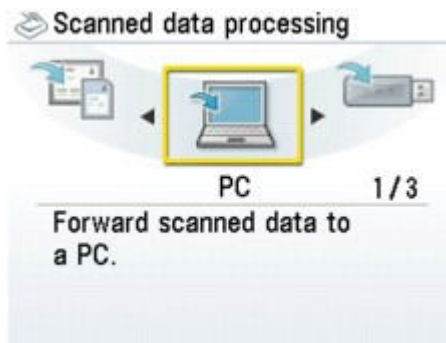 Scanned data processing
PC 1/3
Forward scanned data to
a PC.